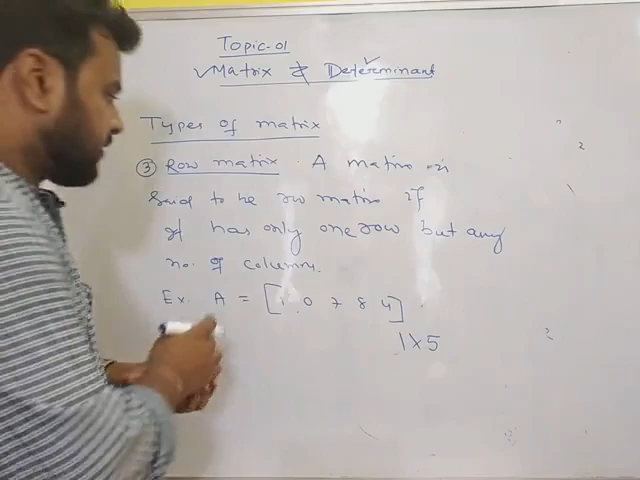 Topic-01
✓Matrix & Determinant
Types of matrix
③ Row matrix. A matrix is
Said to be row matrix if
it has only one row but any
no. of columns.
Ex. A = [1 0 7 8 4]
1×5